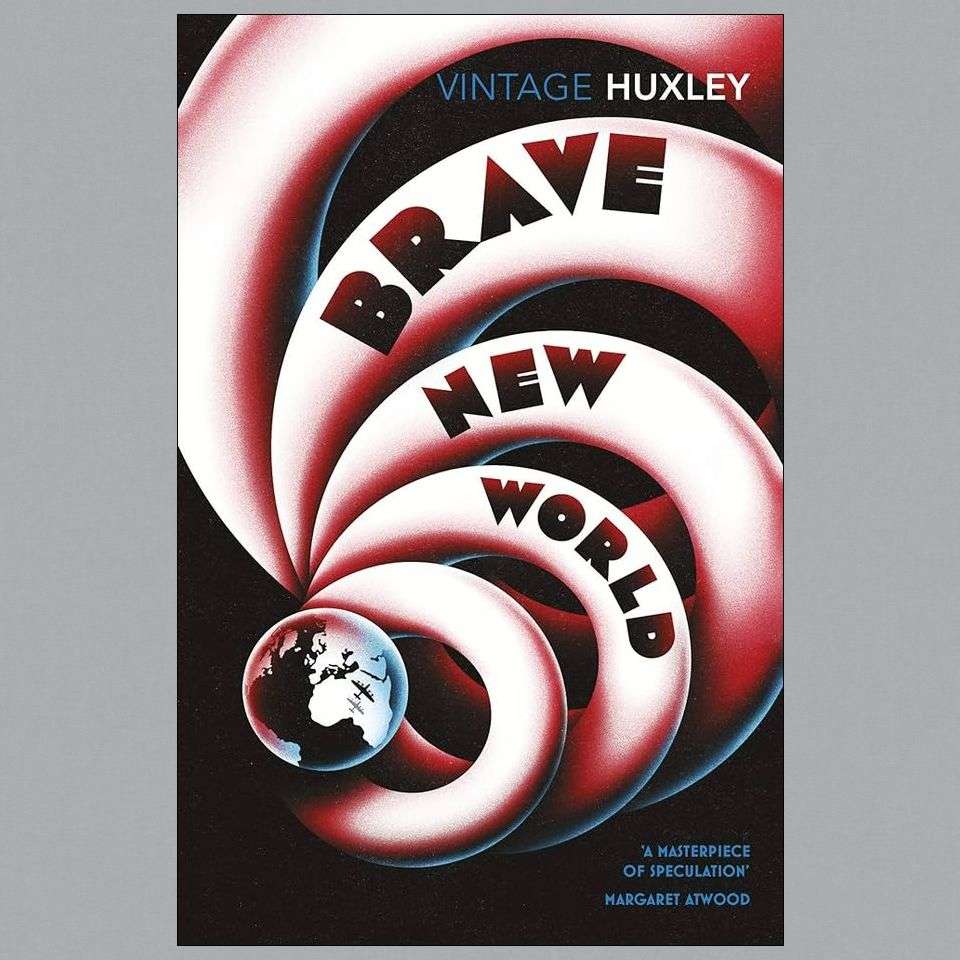 VINTAGE HUXLEY
BRAVE
NEW
WORLD
'A MASTERPIECE
OF SPECULATION'
MARGARET ATWOOD